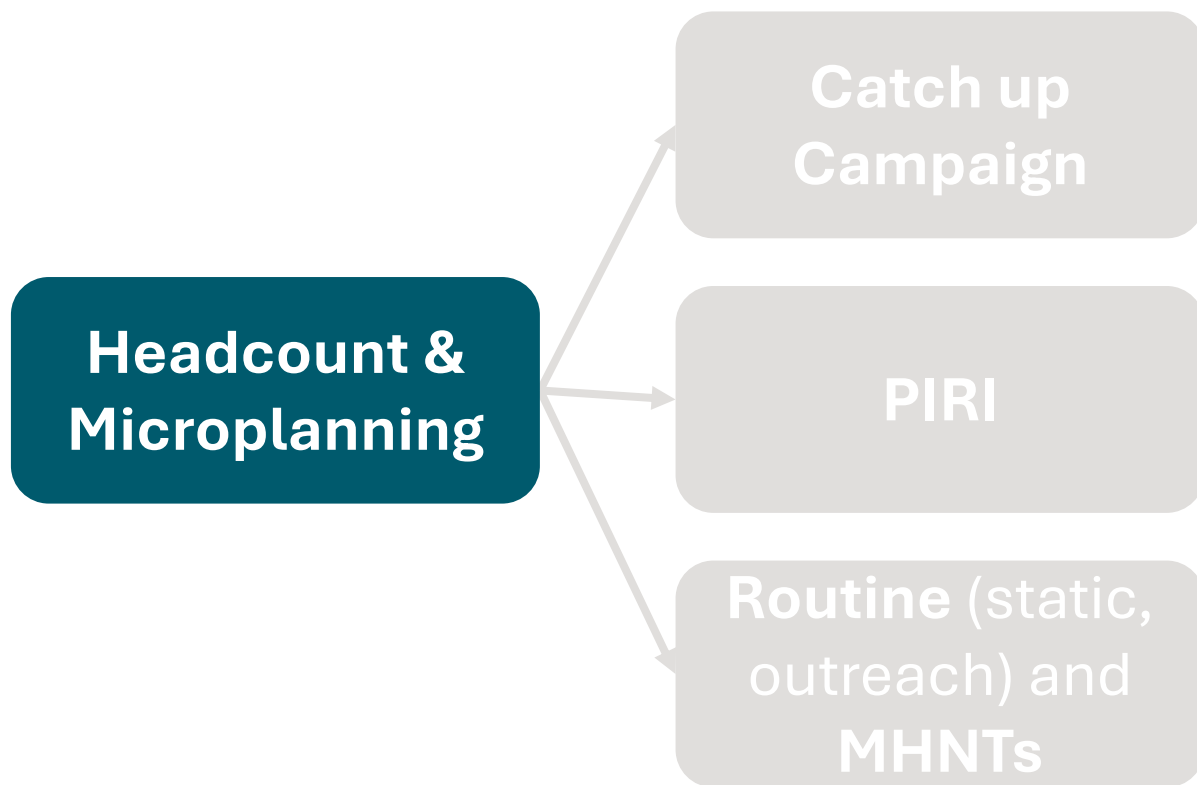 Headcount &
Microplanning
Catch up
Campaign
PIRI
Routine (static,
outreach) and
MHNTs